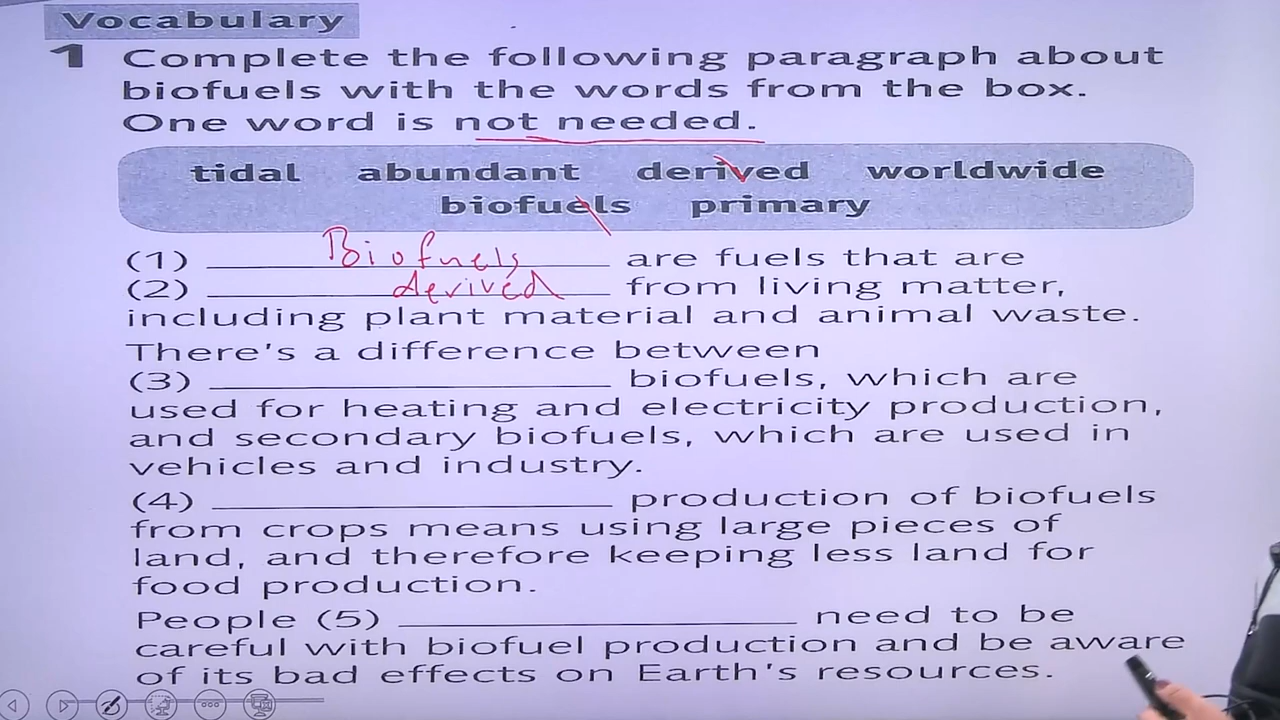 Vocabulary
1 Complete the following paragraph about
biofuels with the words from the box.
One word is not needed.
tidal abundant derived worldwide
biofuels primary
(1) Biofuels are fuels that are
(2) derived from living matter,
including plant material and animal waste.
There's a difference between
(3) biofuels, which are
used for heating and electricity production,
and secondary biofuels, which are used in
vehicles and industry.
(4) production of biofuels
from crops means using large pieces of
land, and therefore keeping less land for
food production.
People (5) need to be
careful with biofuel production and be aware
of its bad effects on Earth's resources.